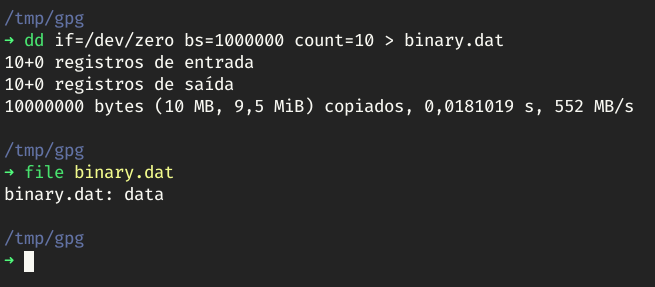 /tmp/gpg
→ dd if=/dev/zero bs=1000000 count=10 > binary.dat
10+0 registros de entrada
10+0 registros de saída
10000000 bytes (10 MB, 9,5 MiB) copiados, 0,0181019 s, 552 MB/s
/tmp/gpg
→ file binary.dat
binary.dat: data
/tmp/gpg
→